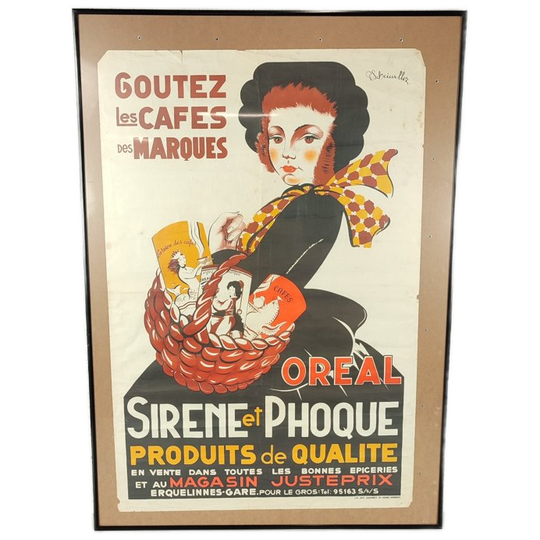 GOUTEZ
les CAFES
DES MARQUES
CAFES
OREAL
SIRENE et PHOQUE
PRODUITS de QUALITE
EN VENTE DANS TOUTES LES BONNES EPICERIES
ET AU MAGASIN JUSTEPRIX
ERQUELINNES-GARE. POUR LE GROS: Tel: 95163 S/S